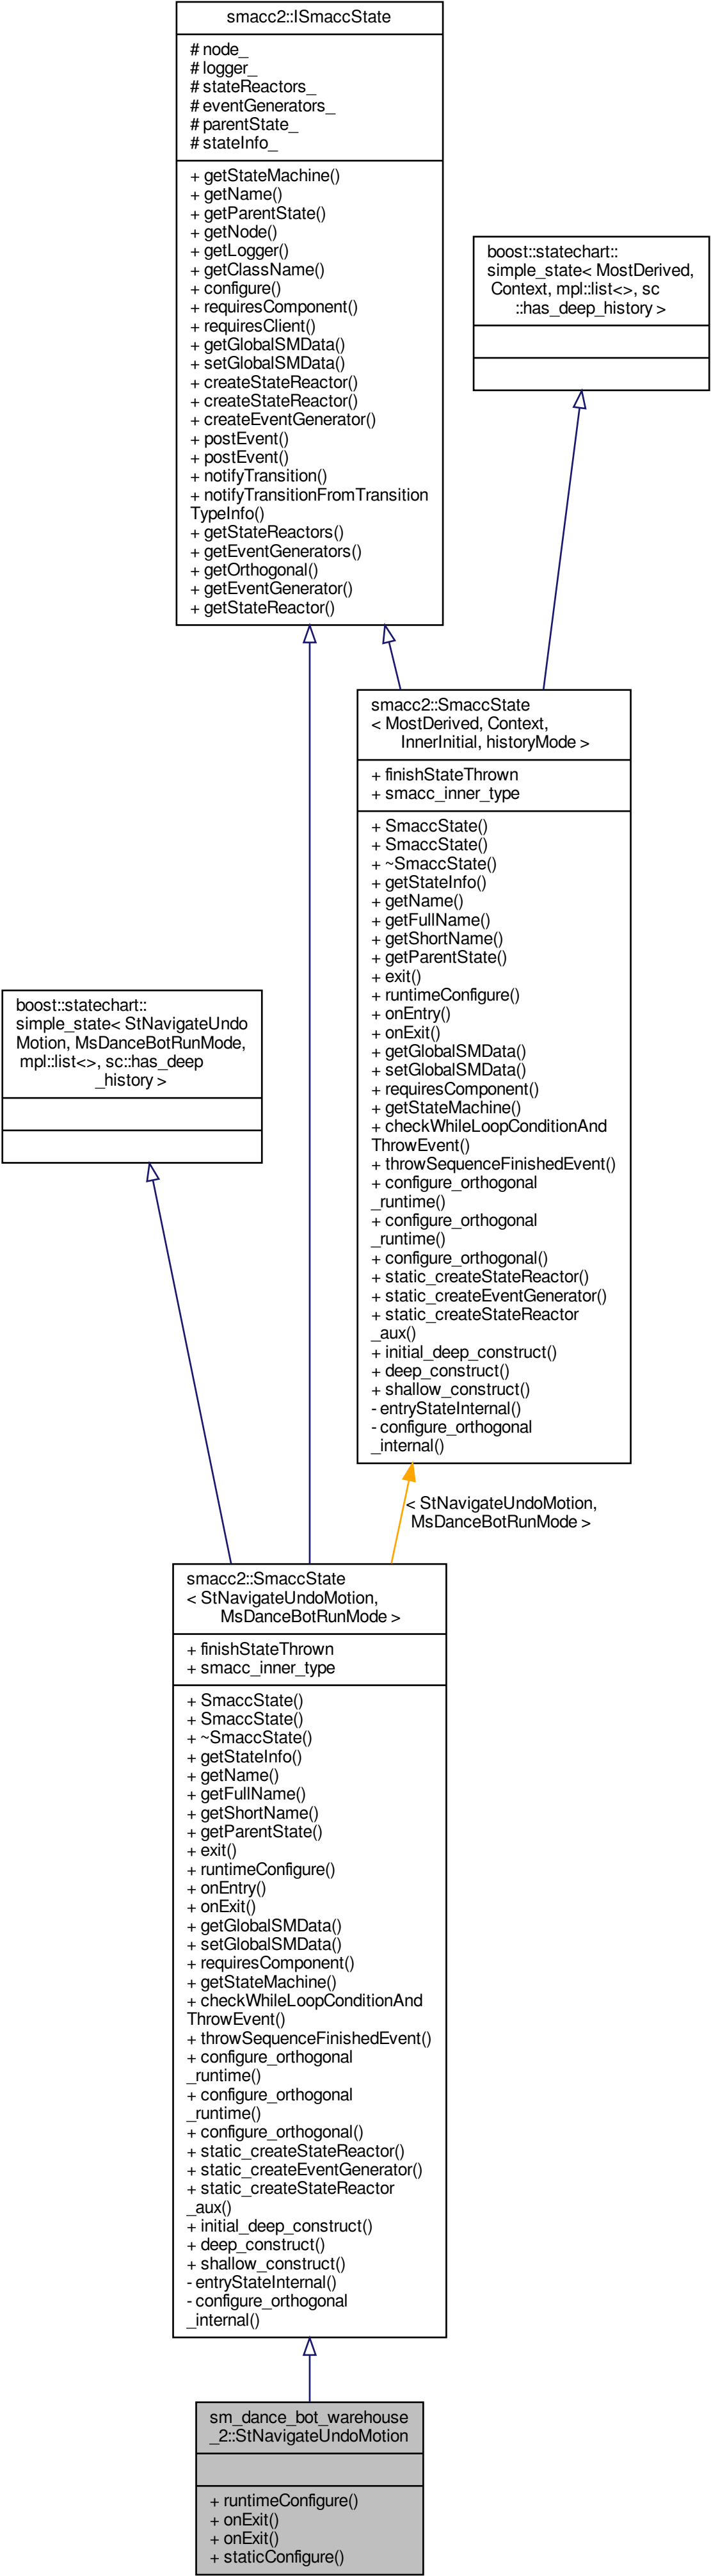 smacc2::ISmaccState
# node_
# logger_
# stateReactors_
# eventGenerators_
# parentState_
# stateInfo_
+ getStateMachine()
+ getName()
+ getParentState()
+ getNode()
+ getLogger()
+ getClassName()
+ configure()
+ requiresComponent()
+ requiresClient()
+ getGlobalSMData()
+ setGlobalSMData()
+ createStateReactor()
+ createStateReactor()
+ createEventGenerator()
+ postEvent()
+ postEvent()
+ notifyTransition()
+ notifyTransitionFromTransition
TypeInfo()
+ getStateReactors()
+ getEventGenerators()
+ getOrthogonal()
+ getEventGenerator()
+ getStateReactor()
boost::statechart::
simple_state< MostDerived,
Context, mpl::list<>, sc
::has_deep_history >
smacc2::SmaccState
< MostDerived, Context,
InnerInitial, historyMode >
+ finishStateThrown
+ smacc_inner_type
+ SmaccState()
+ SmaccState()
+ ~SmaccState()
+ getStateInfo()
+ getName()
+ getFullName()
+ getShortName()
+ getParentState()
+ exit()
+ runtimeConfigure()
+ onEntry()
+ onExit()
+ getGlobalSMData()
+ setGlobalSMData()
+ requiresComponent()
+ getStateMachine()
+ checkWhileLoopConditionAnd
ThrowEvent()
+ throwSequenceFinishedEvent()
+ configure_orthogonal
_runtime()
+ configure_orthogonal
_runtime()
+ configure_orthogonal()
+ static_createStateReactor()
+ static_createEventGenerator()
+ static_createStateReactor
_aux()
+ initial_deep_construct()
+ deep_construct()
+ shallow_construct()
- entryStateInternal()
- configure_orthogonal
_internal()
boost::statechart::
simple_state< StNavigateUndo
Motion, MsDanceBotRunMode,
mpl::list<>, sc::has_deep
_history >
< StNavigateUndoMotion,
MsDanceBotRunMode >
smacc2::SmaccState
< StNavigateUndoMotion,
MsDanceBotRunMode >
+ finishStateThrown
+ smacc_inner_type
+ SmaccState()
+ SmaccState()
+ ~SmaccState()
+ getStateInfo()
+ getName()
+ getFullName()
+ getShortName()
+ getParentState()
+ exit()
+ runtimeConfigure()
+ onEntry()
+ onExit()
+ getGlobalSMData()
+ setGlobalSMData()
+ requiresComponent()
+ getStateMachine()
+ checkWhileLoopConditionAnd
ThrowEvent()
+ throwSequenceFinishedEvent()
+ configure_orthogonal
_runtime()
+ configure_orthogonal
_runtime()
+ configure_orthogonal()
+ static_createStateReactor()
+ static_createEventGenerator()
+ static_createStateReactor
_aux()
+ initial_deep_construct()
+ deep_construct()
+ shallow_construct()
- entryStateInternal()
- configure_orthogonal
_internal()
sm_dance_bot_warehouse
_2::StNavigateUndoMotion
+ runtimeConfigure()
+ onExit()
+ onExit()
+ staticConfigure()